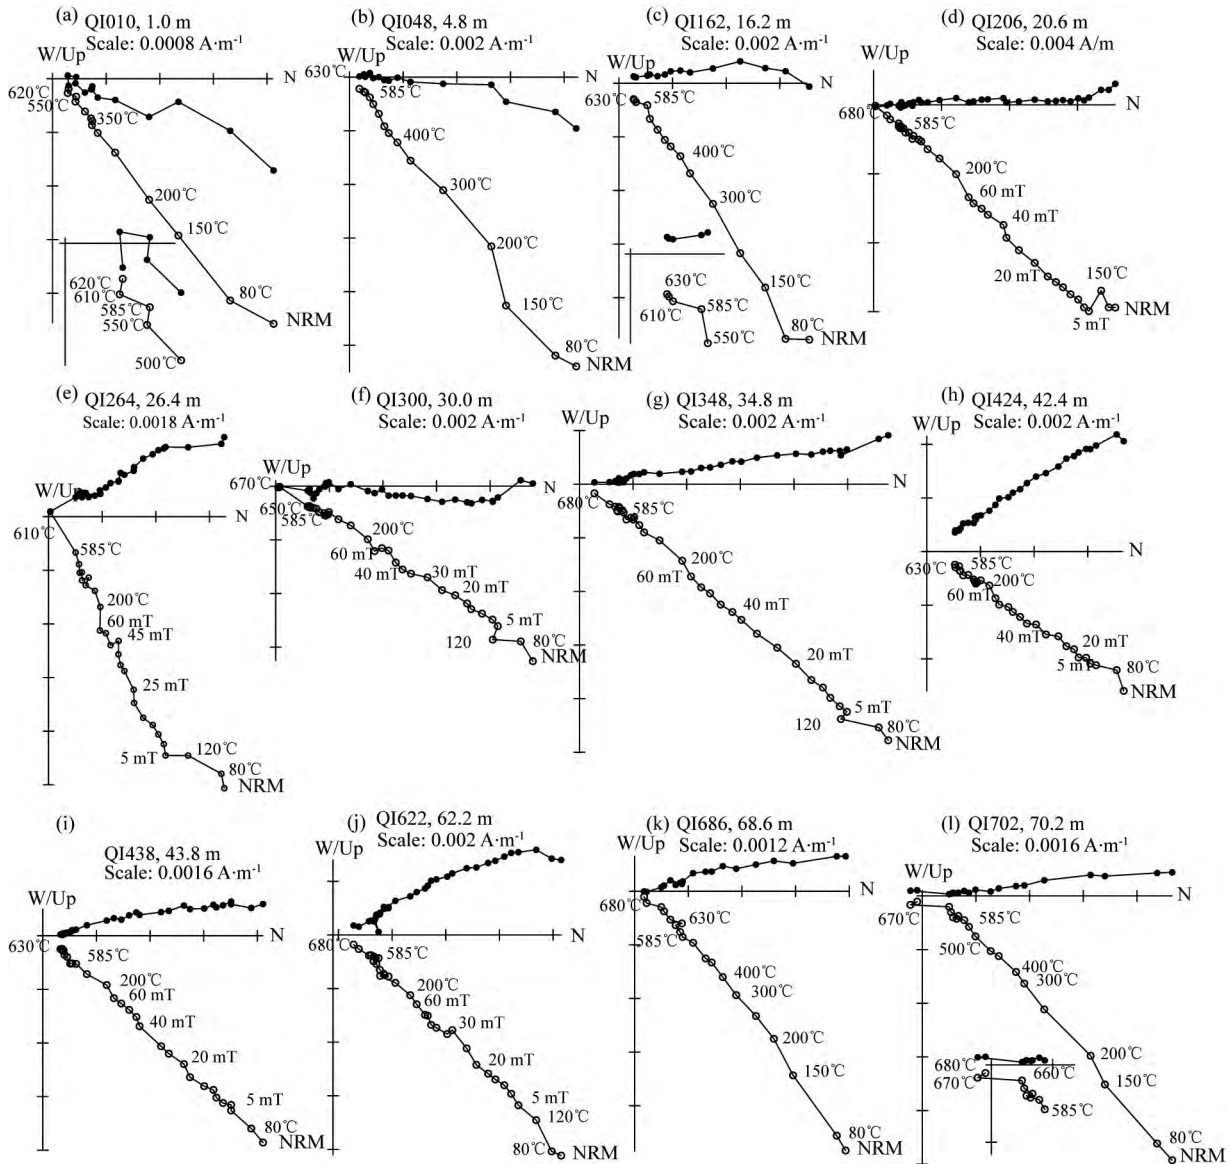 (a) QI010, 1.0 m
Scale: 0.0008 A·m⁻¹
W/Up
N
620℃
550℃
350℃
200℃
150℃
80℃
NRM
620℃
610℃
585℃
550℃
500℃
(b) QI048, 4.8 m
Scale: 0.002 A·m⁻¹
W/Up
N
630℃
585℃
400℃
300℃
200℃
150℃
80℃
NRM
(c) QI162, 16.2 m
Scale: 0.002 A·m⁻¹
W/Up
N
630℃
585℃
400℃
300℃
150℃
80℃
NRM
630℃
610℃
585℃
550℃
(d) QI206, 20.6 m
Scale: 0.004 A/m
W/Up
N
680℃
585℃
200℃
60 mT
40 mT
20 mT
150℃
5 mT
NRM
(e) QI264, 26.4 m
Scale: 0.0018 A·m⁻¹
W/Up
N
610℃
585℃
200℃
60 mT
45 mT
25 mT
5 mT
120℃
80℃
NRM
(f) QI300, 30.0 m
Scale: 0.002 A·m⁻¹
W/Up
N
670℃
650℃
585℃
200℃
60 mT
40 mT
30 mT
20 mT
5 mT
120
80℃
NRM
(g) QI348, 34.8 m
Scale: 0.002 A·m⁻¹
W/Up
N
680℃
585℃
200℃
60 mT
40 mT
20 mT
5 mT
120
80℃
NRM
(h) QI424, 42.4 m
Scale: 0.002 A·m⁻¹
W/Up
N
630℃
585℃
200℃
60 mT
40 mT
20 mT
5 mT
80℃
NRM
(i) QI438, 43.8 m
Scale: 0.0016 A·m⁻¹
W/Up
N
630℃
585℃
200℃
60 mT
40 mT
20 mT
5 mT
80℃
NRM
(j) QI622, 62.2 m
Scale: 0.002 A·m⁻¹
W/Up
N
680℃
585℃
200℃
60 mT
30 mT
20 mT
5 mT
120℃
80℃
NRM
(k) QI686, 68.6 m
Scale: 0.0012 A·m⁻¹
W/Up
N
680℃
630℃
585℃
400℃
300℃
200℃
150℃
80℃
NRM
(l) QI702, 70.2 m
Scale: 0.0016 A·m⁻¹
W/Up
N
670℃
585℃
500℃
400℃
300℃
200℃
150℃
80℃
NRM
680℃
660℃
670℃
585℃